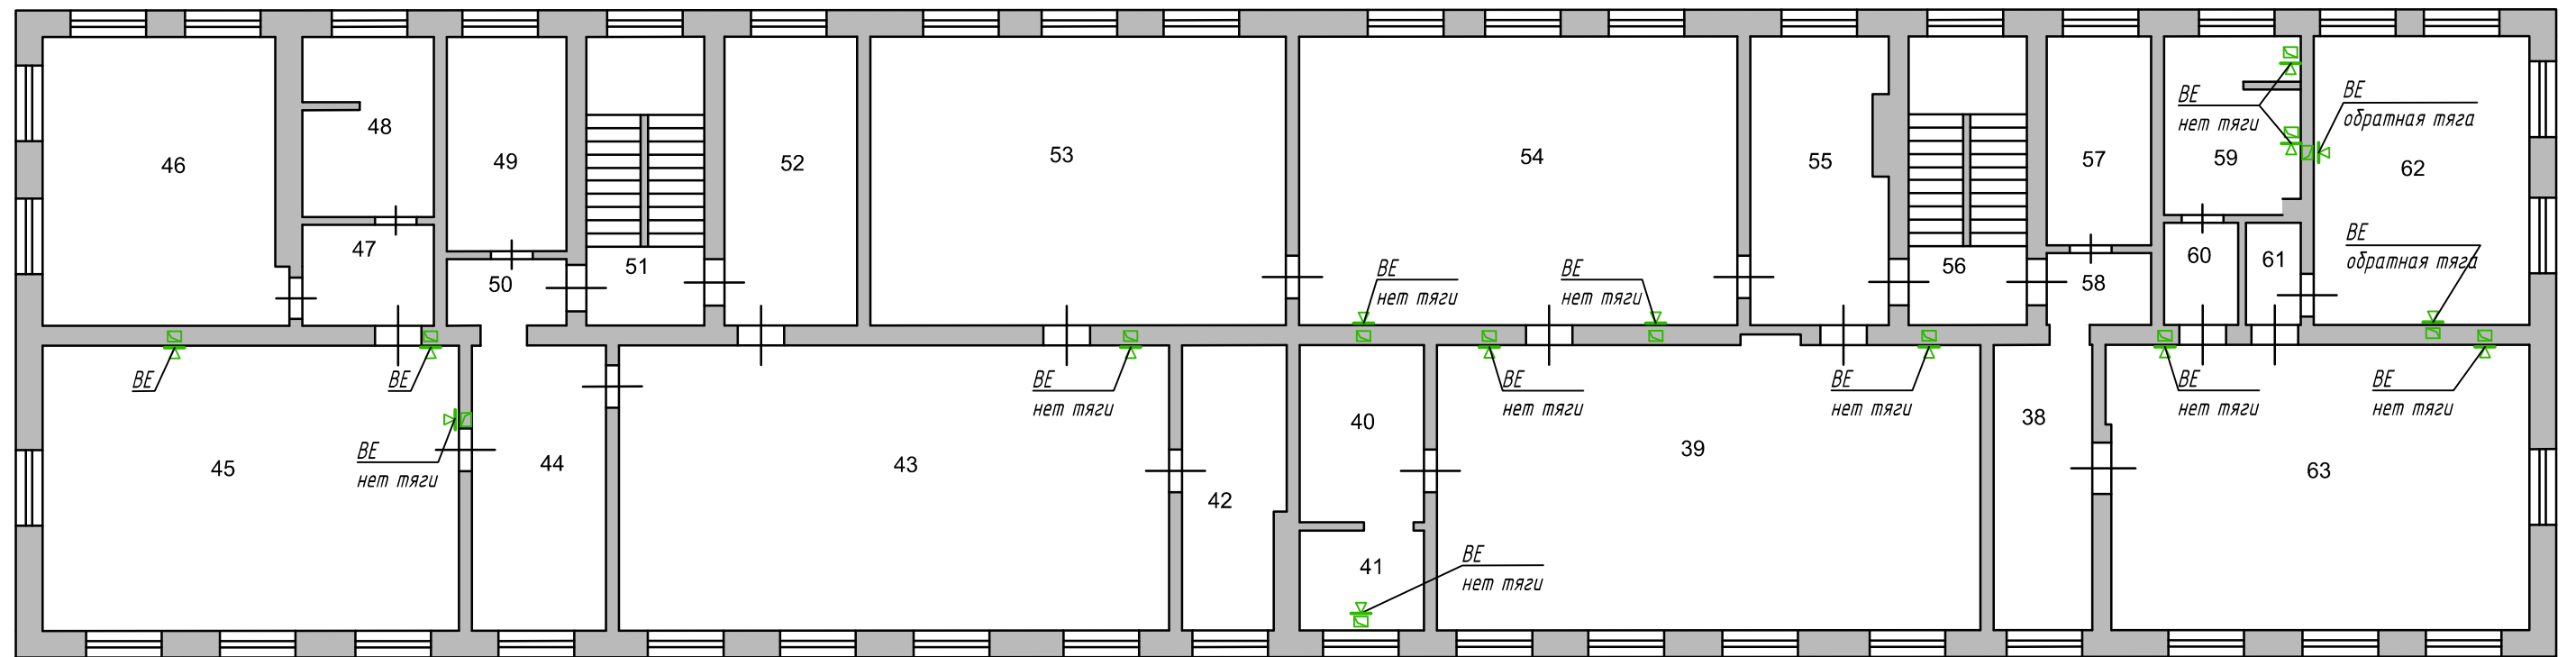 ВЕ
нет тяги
ВЕ
обратная тяга
46
48
49
52
53
54
55
57
59
62
47
50
51
56
58
60
61
ВЕ
обратная тяга
ВЕ
нет тяги
ВЕ
нет тяги
ВЕ
ВЕ
ВЕ
нет тяги
ВЕ
нет тяги
ВЕ
нет тяги
ВЕ
нет тяги
ВЕ
нет тяги
ВЕ
нет тяги
45
44
43
42
40
39
38
63
41
ВЕ
нет тяги